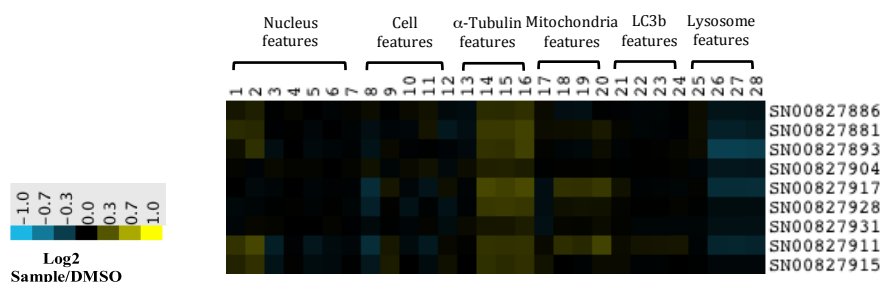 Nucleus features
Cell features
α-Tubulin features
Mitochondria features
LC3b features
Lysosome features
1 2 3 4 5 6 7 8 9 10 11 12 13 14 15 16 17 18 19 20 21 22 23 24 25 26 27 28
SN00827886
SN00827881
SN00827893
SN00827904
SN00827917
SN00827928
SN00827931
SN00827911
SN00827915
-1.0 -0.7 -0.3 0.0 0.3 0.7 1.0
Log2
Sample/DMSO